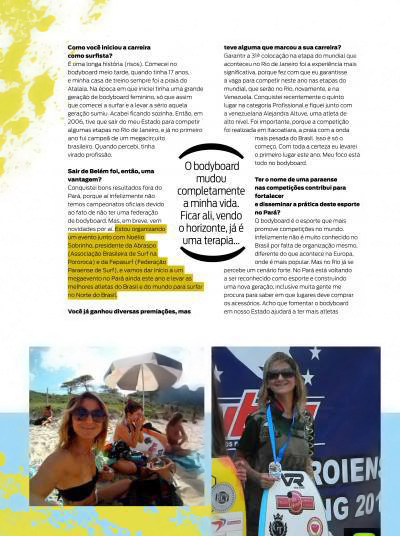 Como você iniciou a carreira
como surfista?
É uma longa história (risos). Comecei no
bodyboard meio tarde, quando tinha 17 anos,
e minha casa de treino sempre foi a praia do
Atalaia. Na época em que iniciei tinha uma grande
geração de bodyboard feminino, só que assim
que comecei a surfar e a levar a sério aquela
geração sumiu. Acabei ficando sozinha. Então, em
2006, tive que sair do meu Estado para competir
algumas etapas no Rio de Janeiro, e já no primeiro
ano fui campeã de um megacircuito
brasileiro. Quando percebi, tinha
virado profissão.
Sair de Belém foi, então, uma
vantagem?
Conquistei bons resultados fora do
Pará, porque aí infelizmente não
temos campeonatos oficiais devido
ao fato de não ter uma federação
de bodyboard. Mas, em breve, vem
novidades por aí. Estou organizando
um evento junto com Noélio
Sobrinho, presidente da Abraspo
(Associação Brasileira de Surf na
Pororoca) e da Fepasurf (Federação
Paraense de Surf), e vamos dar início a um
megaevento no Pará ainda este ano e levar as
melhores atletas do Brasil e do mundo para surfar
no Norte do Brasil.
Você já ganhou diversas premiações, mas
O bodyboard
mudou
completamente
a minha vida.
Ficar ali, vendo
o horizonte, já é
uma terapia...
teve alguma que marcou a sua carreira?
Garantir a 31ª colocação na etapa do mundial que
aconteceu no Rio de Janeiro foi a experiência mais
significativa, porque fez com que eu garantisse
a vaga para competir neste ano nas etapas do
mundial, que serão no Rio, novamente, e na
Venezuela. Conquistei recentemente o quinto
lugar na categoria Profissional e fiquei junto com
a venezuelana Alejandra Altuve, uma atleta de
alto nível. Foi importante, porque a competição
foi realizada em Itacoatiara, a praia com a onda
mais pesada do Brasil. Isso é só o
começo. Com toda a certeza eu levarei
o primeiro lugar este ano. Meu foco está
todo no bodyboard.
Ter o nome de uma paraense
nas competições contribui para
fortalecer
e disseminar a prática deste esporte
no Pará?
O bodyboard é o esporte que mais
promove competições no mundo.
Infelizmente não é muito conhecido no
Brasil por falta de organização mesmo,
diferente do que acontece na Europa,
onde é mais popular. Mas no Rio já se
percebe um cenário forte. No Pará está voltando
a ser reconhecido como esporte e construindo
uma nova geração, inclusive muita gente me
procura para saber em que lugares deve comprar
os acessórios. Acho que fomentar o bodyboard
em nosso Estado ajudará a ter mais atletas
VR
ROIENS
NG 201